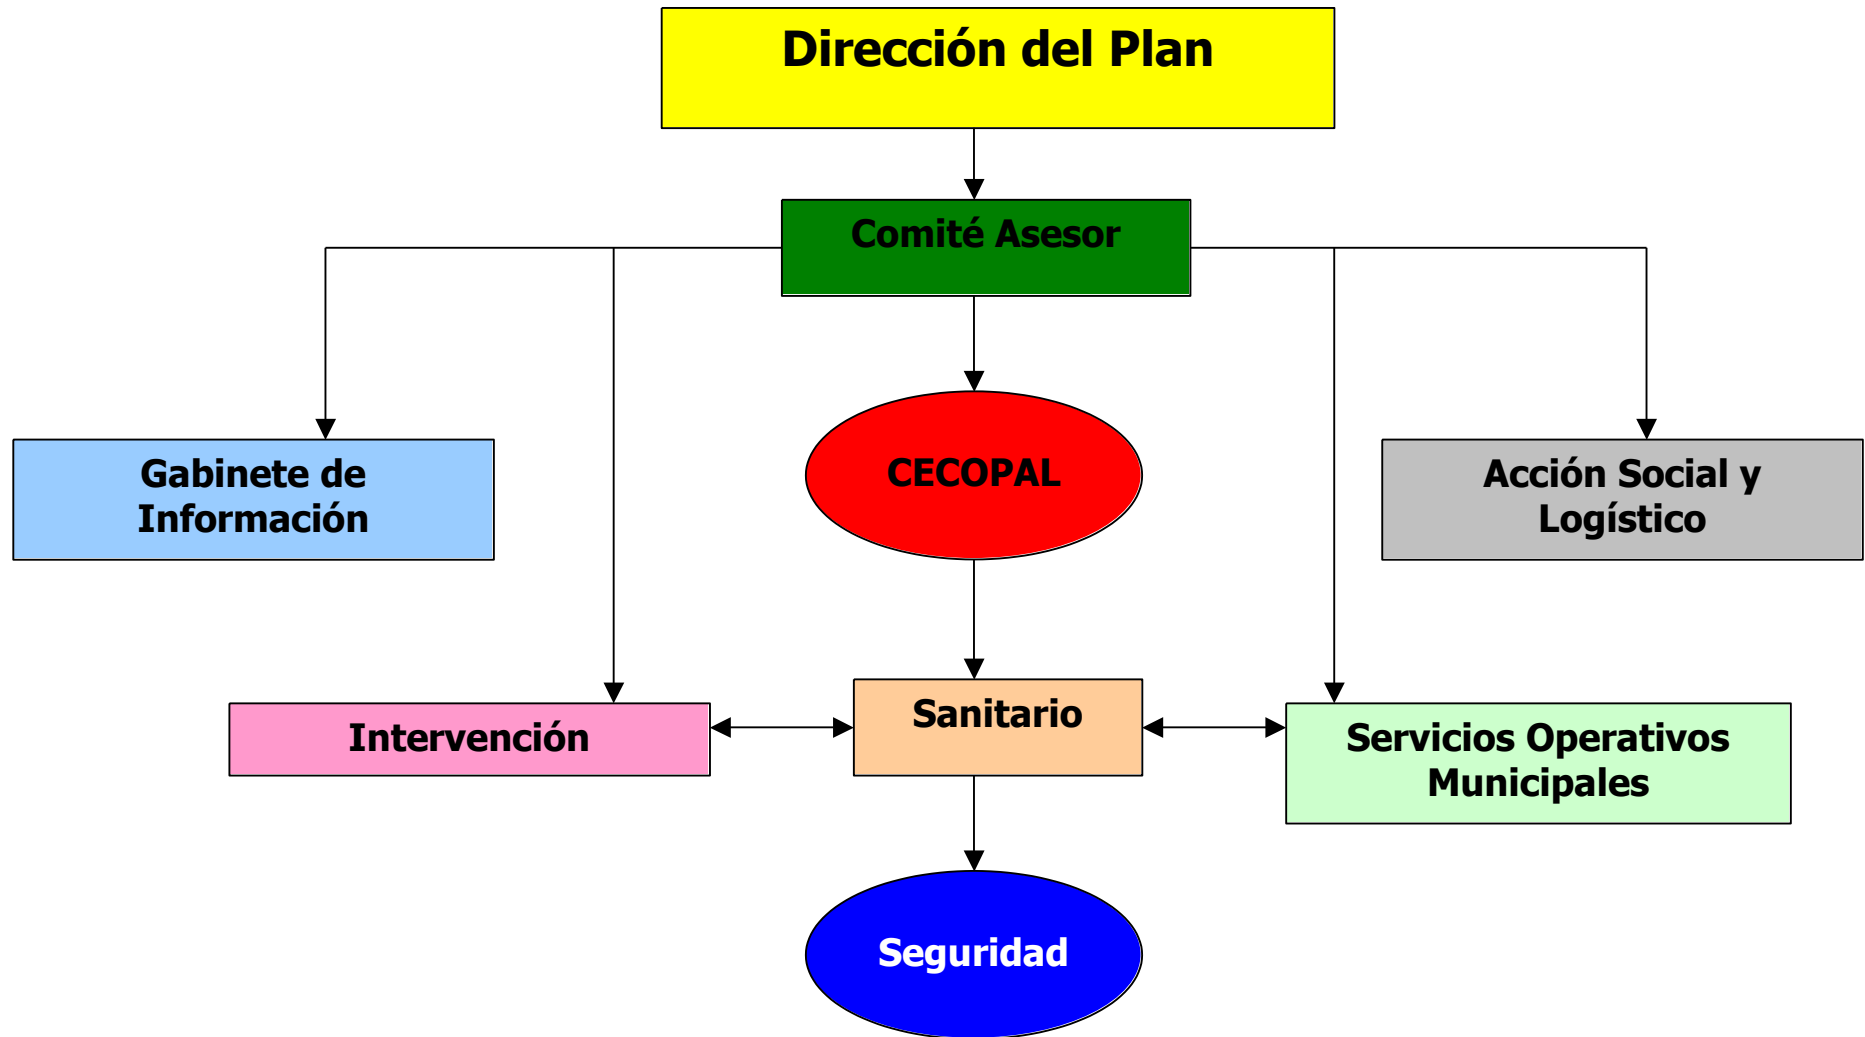 Dirección del Plan
Comité Asesor
Gabinete de
Información
CECOPAL
Acción Social y
Logístico
Intervención
Sanitario
Servicios Operativos
Municipales
Seguridad